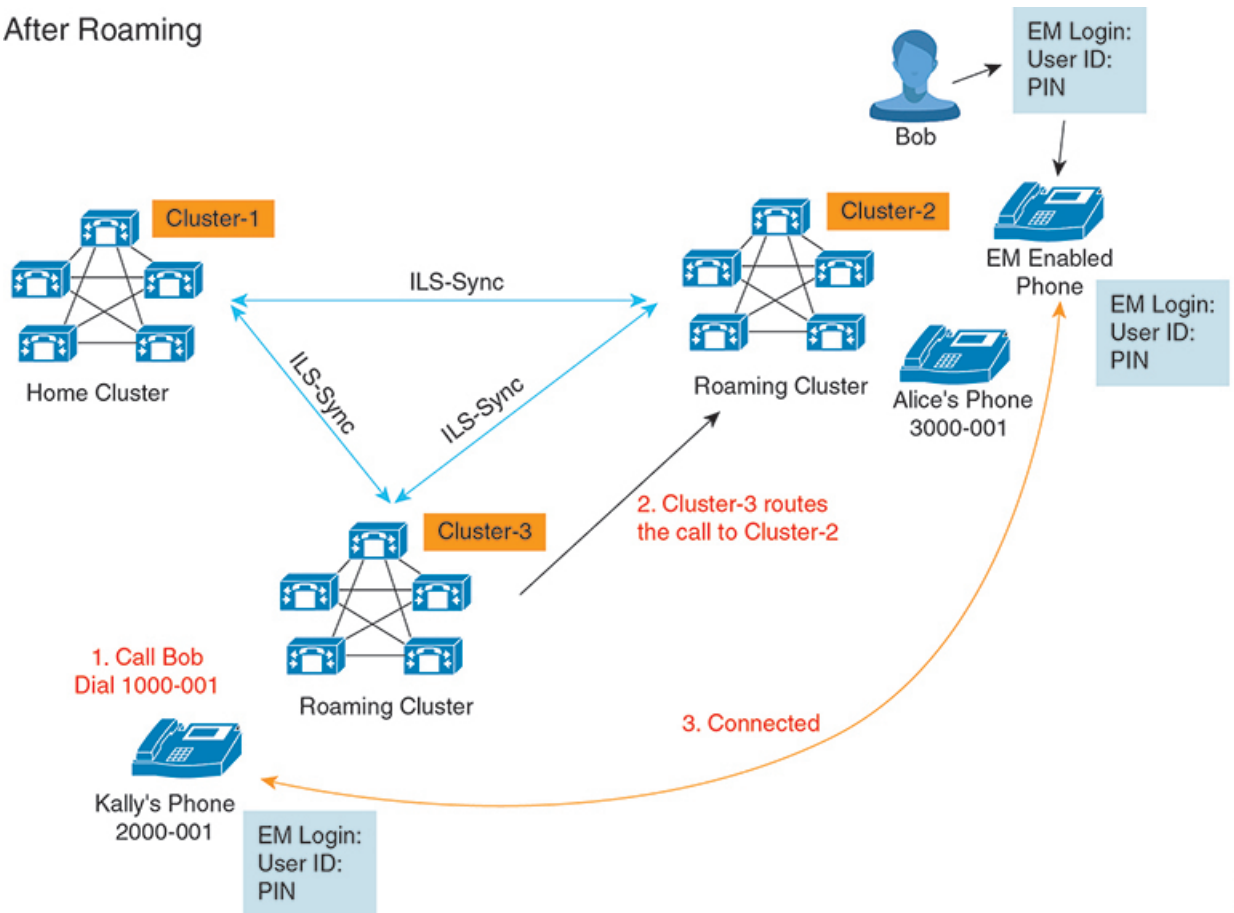 After Roaming
EM Login:
User ID:
PIN
Bob
Cluster-1
Cluster-2
EM Enabled
Phone
ILS-Sync
EM Login:
User ID:
PIN
Home Cluster
Roaming Cluster
Alice's Phone
3000-001
ILS-Sync
ILS-Sync
Cluster-3
2. Cluster-3 routes
the call to Cluster-2
1. Call Bob
Dial 1000-001
Roaming Cluster
3. Connected
Kally's Phone
2000-001
EM Login:
User ID:
PIN